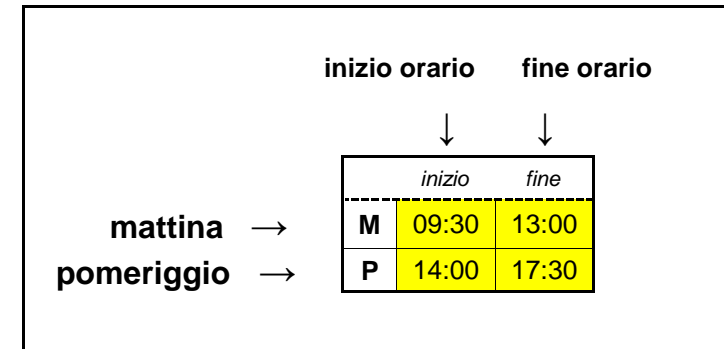 inizio orario fine orario
↓ ↓
inizio fine
mattina → M 09:30 13:00
pomeriggio → P 14:00 17:30